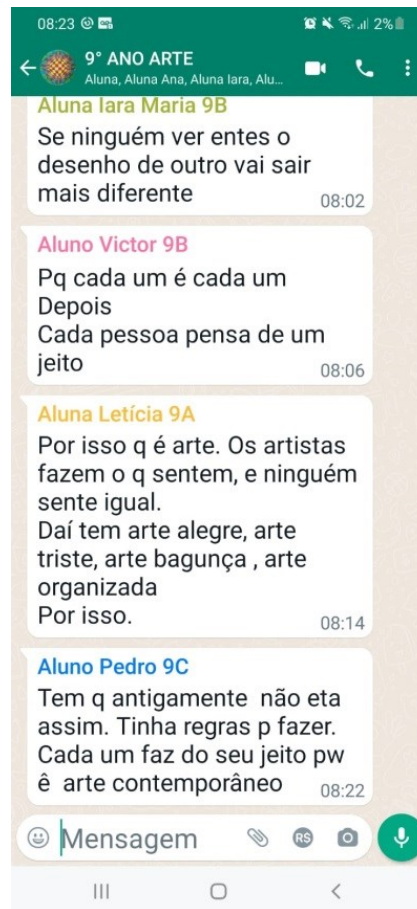 08:23
2%
9° ANO ARTE
Aluna, Aluna Ana, Aluna Iara, Alu...
Aluna Iara Maria 9B
Se ninguém ver entes o
desenho de outro vai sair
mais diferente
08:02
Aluno Victor 9B
Pq cada um é cada um
Depois
Cada pessoa pensa de um
jeito
08:06
Aluna Letícia 9A
Por isso q é arte. Os artistas
fazem o q sentem, e ninguém
sente igual.
Daí tem arte alegre, arte
triste, arte bagunça , arte
organizada
Por isso.
08:14
Aluno Pedro 9C
Tem q antigamente não eta
assim. Tinha regras p fazer.
Cada um faz do seu jeito pw
ê arte contemporâneo
08:22
Mensagem
R$